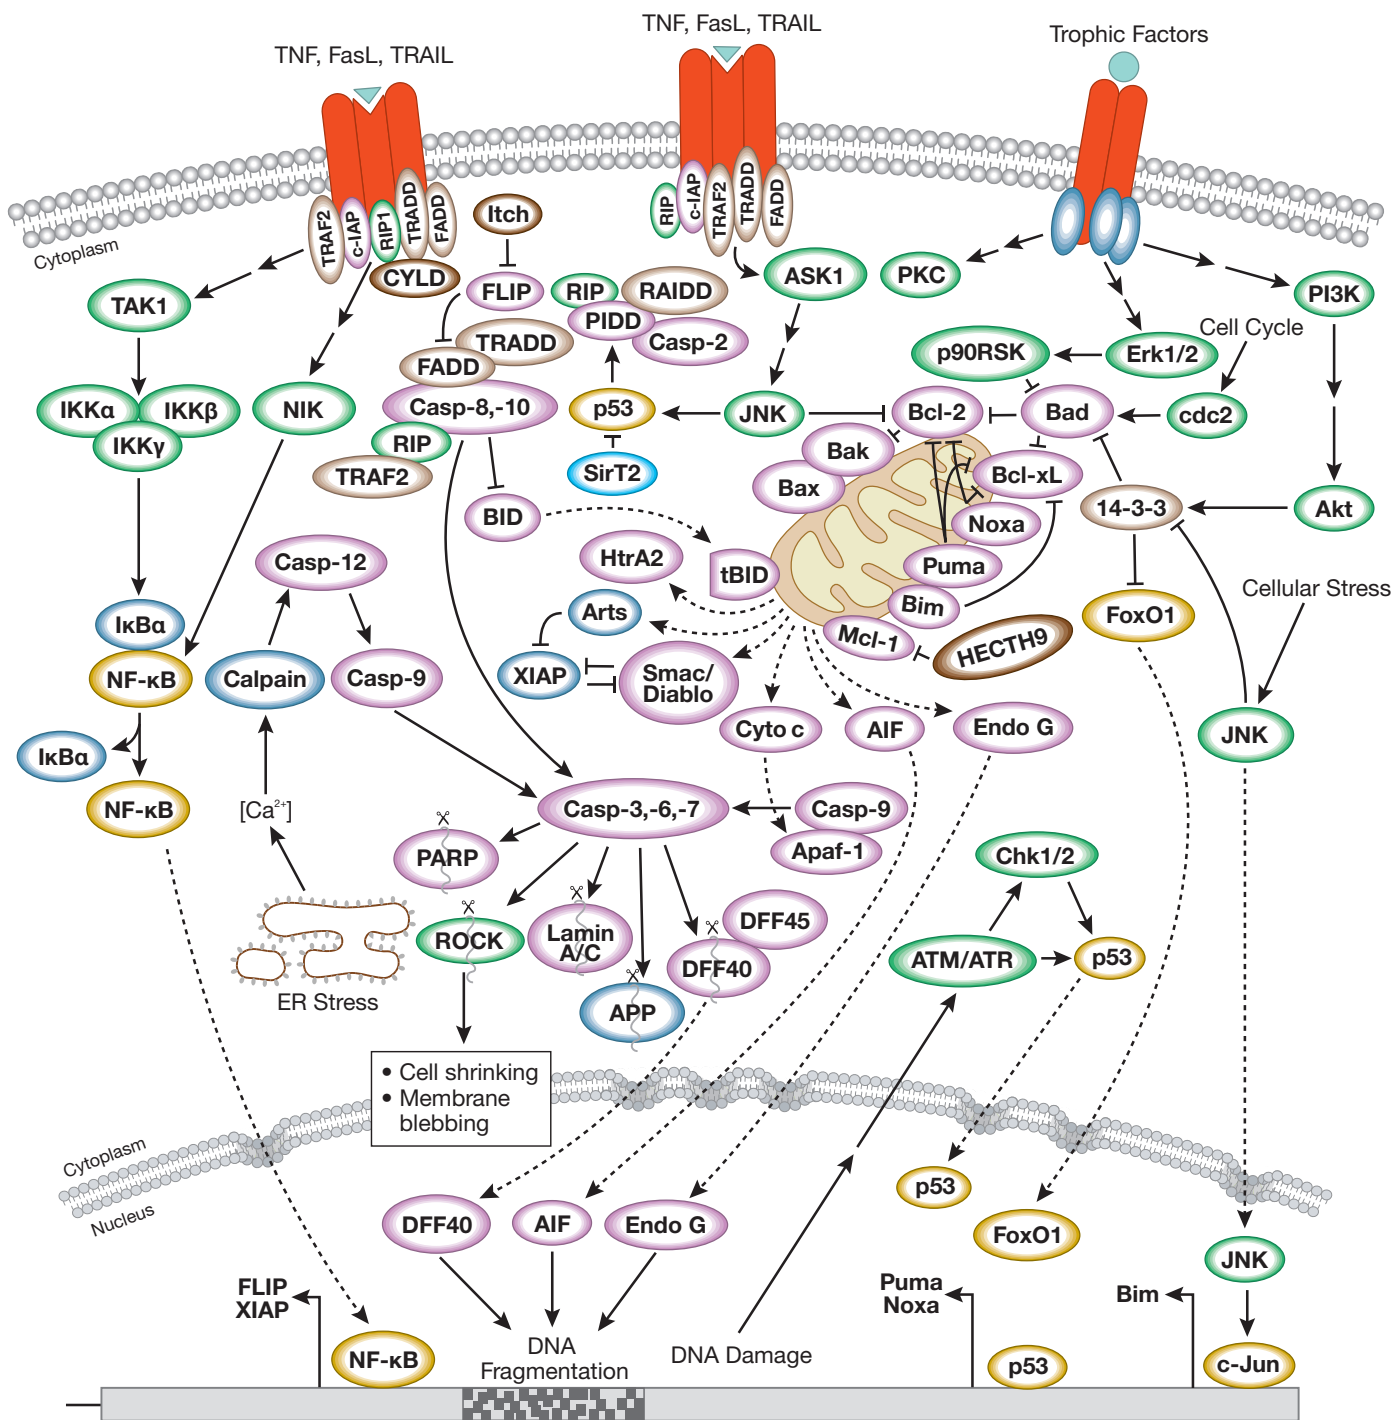 TNF, FasL, TRAIL
TNF, FasL, TRAIL
Trophic Factors
Cytoplasm
TRAF2
c-IAP
RIP1
TRADD
FADD
CYLD
Itch
RIP
c-IAP
TRAF2
TRADD
FADD
TAK1
FLIP
RIP
RAIDD
PIDD
Casp-2
ASK1
PKC
PI3K
Cell Cycle
TRADD
FADD
p90RSK
Erk1/2
IKKα
IKKβ
IKKγ
NIK
Casp-8,-10
p53
JNK
Bcl-2
Bad
cdc2
RIP
TRAF2
SirT2
Bak
Bax
Bcl-xL
BID
Noxa
14-3-3
Akt
Casp-12
HtrA2
tBID
Puma
Cellular Stress
IκBα
Arts
Bim
FoxO1
Mcl-1
HECTH9
NF-κB
Calpain
Casp-9
XIAP
Smac/
Diablo
Cyto c
AIF
Endo G
JNK
IκBα
NF-κB
[Ca2+]
Casp-3,-6,-7
Casp-9
Apaf-1
PARP
Chk1/2
ROCK
Lamin
A/C
DFF45
DFF40
ATM/ATR
p53
ER Stress
APP
• Cell shrinking
• Membrane
blebbing
Cytoplasm
Nucleus
p53
DFF40
AIF
Endo G
FoxO1
JNK
FLIP
XIAP
Puma
Noxa
Bim
NF-κB
DNA
Fragmentation
DNA Damage
p53
c-Jun